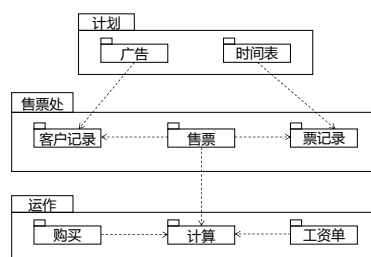 计划
广告 时间表
售票处
客户记录 售票 票记录
运作
购买 计算 工资单